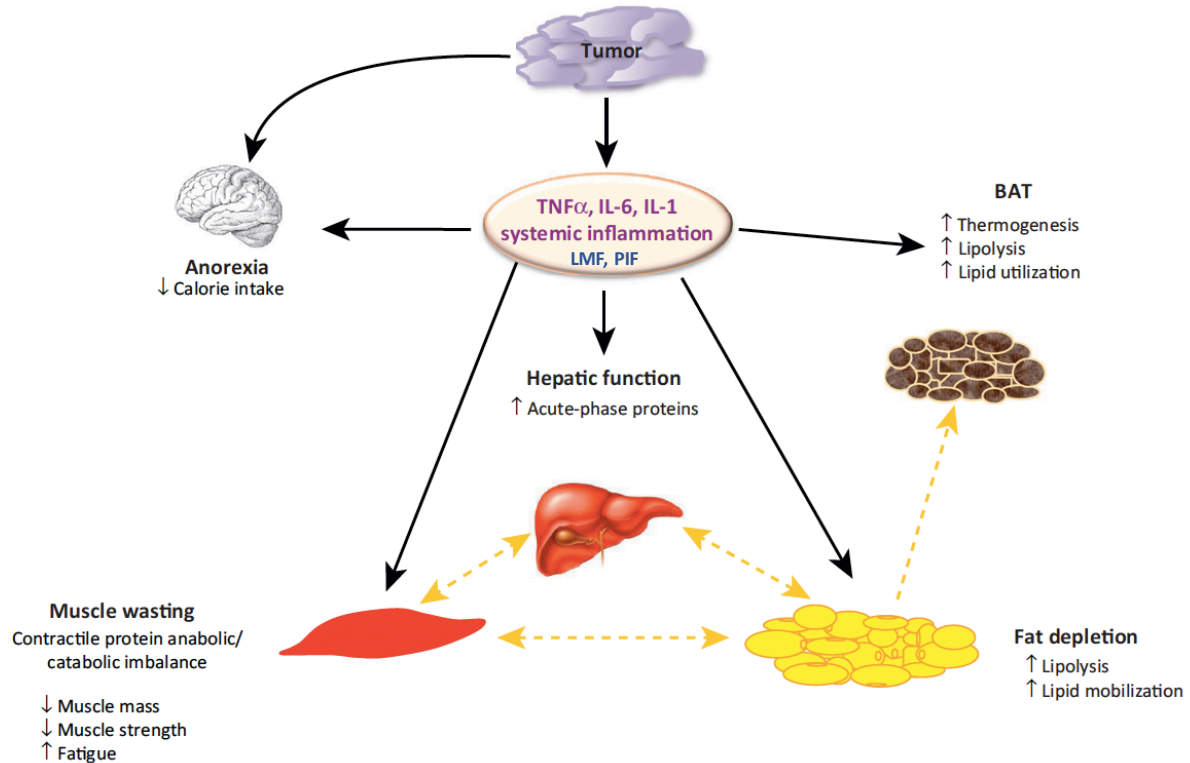 Tumor
TNFα, IL-6, IL-1
systemic inflammation
LMF, PIF
BAT
↑ Thermogenesis
↑ Lipolysis
↑ Lipid utilization
Anorexia
↓ Calorie intake
Hepatic function
↑ Acute-phase proteins
Muscle wasting
Contractile protein anabolic/
catabolic imbalance
↓ Muscle mass
↓ Muscle strength
↑ Fatigue
Fat depletion
↑ Lipolysis
↑ Lipid mobilization